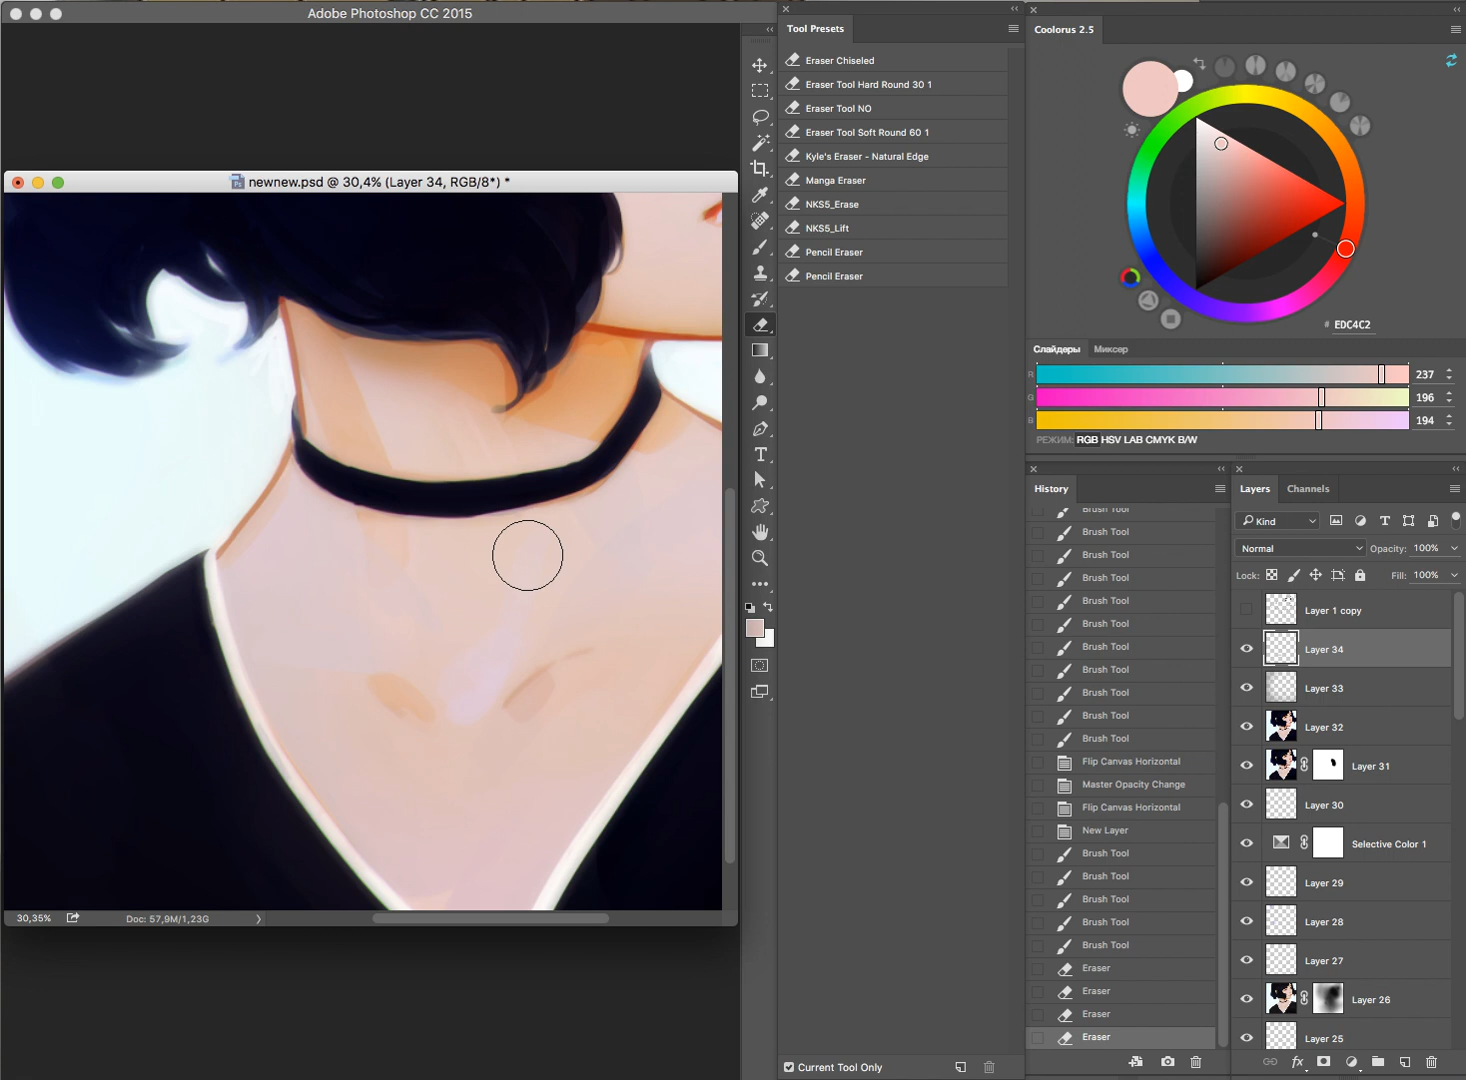 Adobe Photoshop CC 2015
newnew.psd @ 30,4% (Layer 34, RGB/8*) *
30,35%
Doc: 57,9M/1,23G
Tool Presets
Eraser Chiseled
Eraser Tool Hard Round 30 1
Eraser Tool NO
Eraser Tool Soft Round 60 1
Kyle's Eraser - Natural Edge
Manga Eraser
NKS5_Erase
NKS5_Lift
Pencil Eraser
Pencil Eraser
Current Tool Only
Coolorus 2.5
# EDC4C2
Слайдеры Миксер
R 237
G 196
B 194
РЕЖИМ: RGB HSV LAB CMYK B/W
History
Brush Tool
Brush Tool
Brush Tool
Brush Tool
Brush Tool
Brush Tool
Brush Tool
Brush Tool
Brush Tool
Brush Tool
Brush Tool
Flip Canvas Horizontal
Master Opacity Change
Flip Canvas Horizontal
New Layer
Brush Tool
Brush Tool
Brush Tool
Brush Tool
Brush Tool
Eraser
Eraser
Eraser
Eraser
Layers Channels
Kind
Normal Opacity: 100%
Lock: Fill: 100%
Layer 1 copy
Layer 34
Layer 33
Layer 32
Layer 31
Layer 30
Selective Color 1
Layer 29
Layer 28
Layer 27
Layer 26
Layer 25
fx